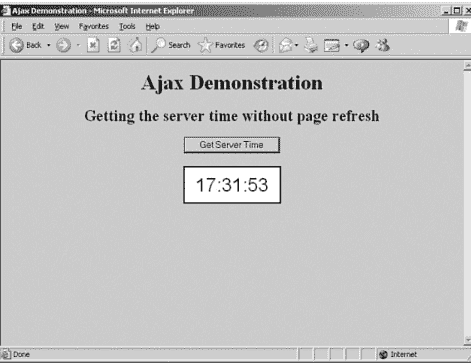 Ajax Demonstration - Microsoft Internet Explorer
File Edit View Favorites Tools Help
Back Search Favorites
Ajax Demonstration
Getting the server time without page refresh
Get Server Time
17:31:53
Done Internet